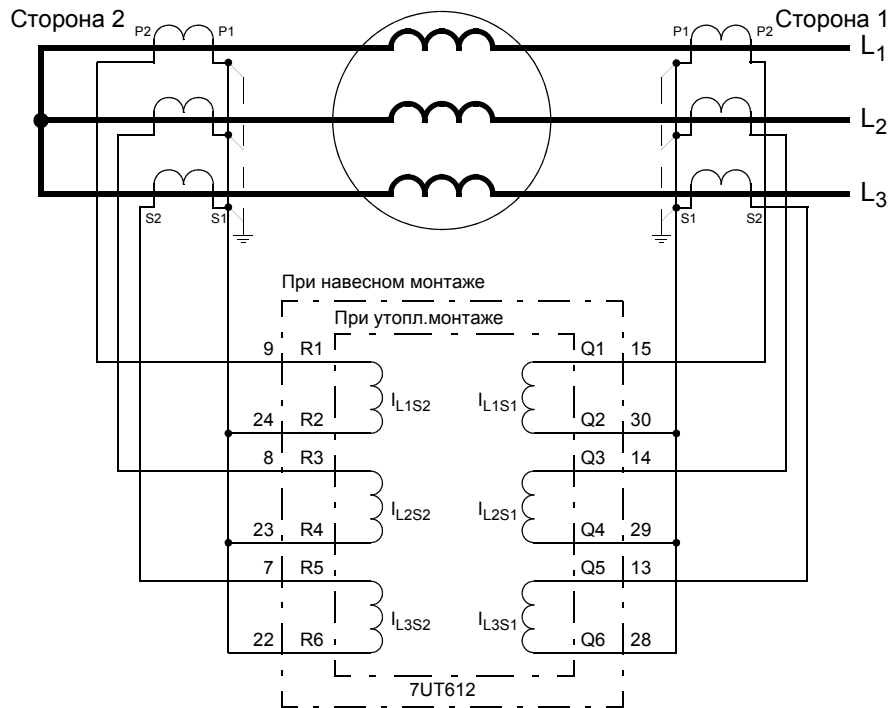 Сторона 2 Сторона 1
P2 P1 P1 P2
L1
L2
L3
S2 S1 S1 S2
При навесном монтаже
При утопл.монтаже
9 R1 Q1 15
IL1S2 IL1S1
24 R2 Q2 30
8 R3 Q3 14
IL2S2 IL2S1
23 R4 Q4 29
7 R5 Q5 13
IL3S2 IL3S1
22 R6 Q6 28
7UT612